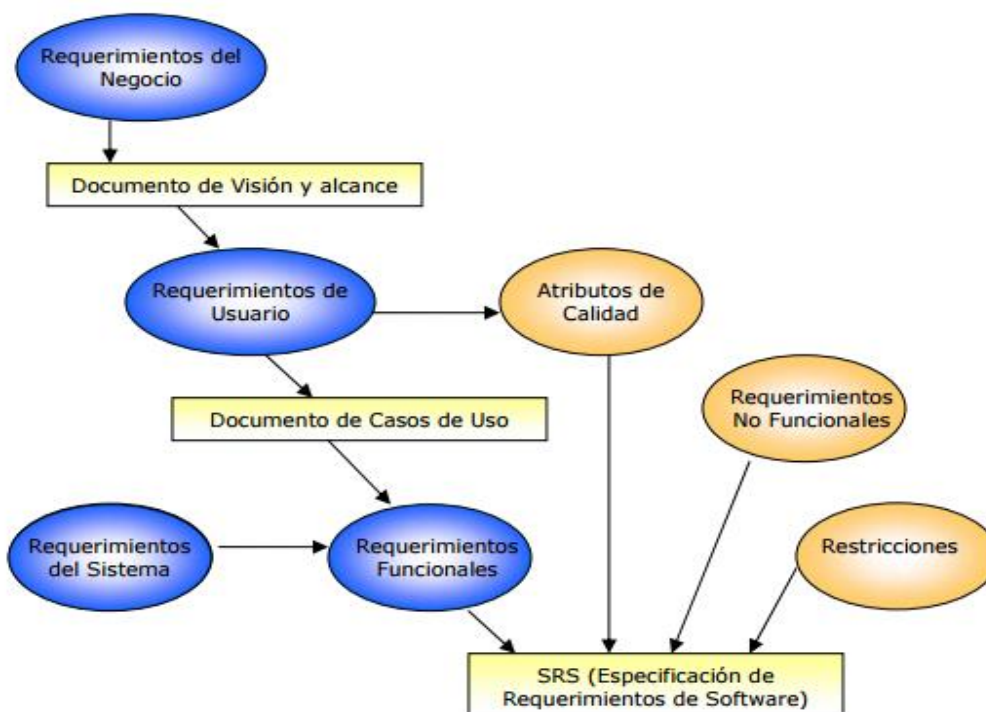 Requerimientos del
Negocio
Documento de Visión y alcance
Requerimientos de
Usuario
Atributos de
Calidad
Documento de Casos de Uso
Requerimientos
No Funcionales
Requerimientos
del Sistema
Requerimientos
Funcionales
Restricciones
SRS (Especificación de
Requerimientos de Software)